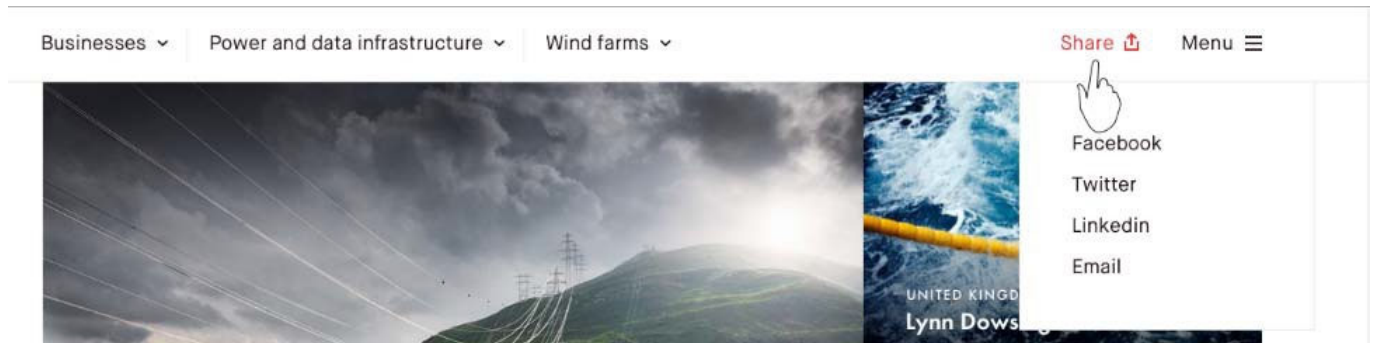 Businesses
Power and data infrastructure
Wind farms
Share
Menu
Facebook
Twitter
Linkedin
Email
UNITED KINGD
Lynn Dows